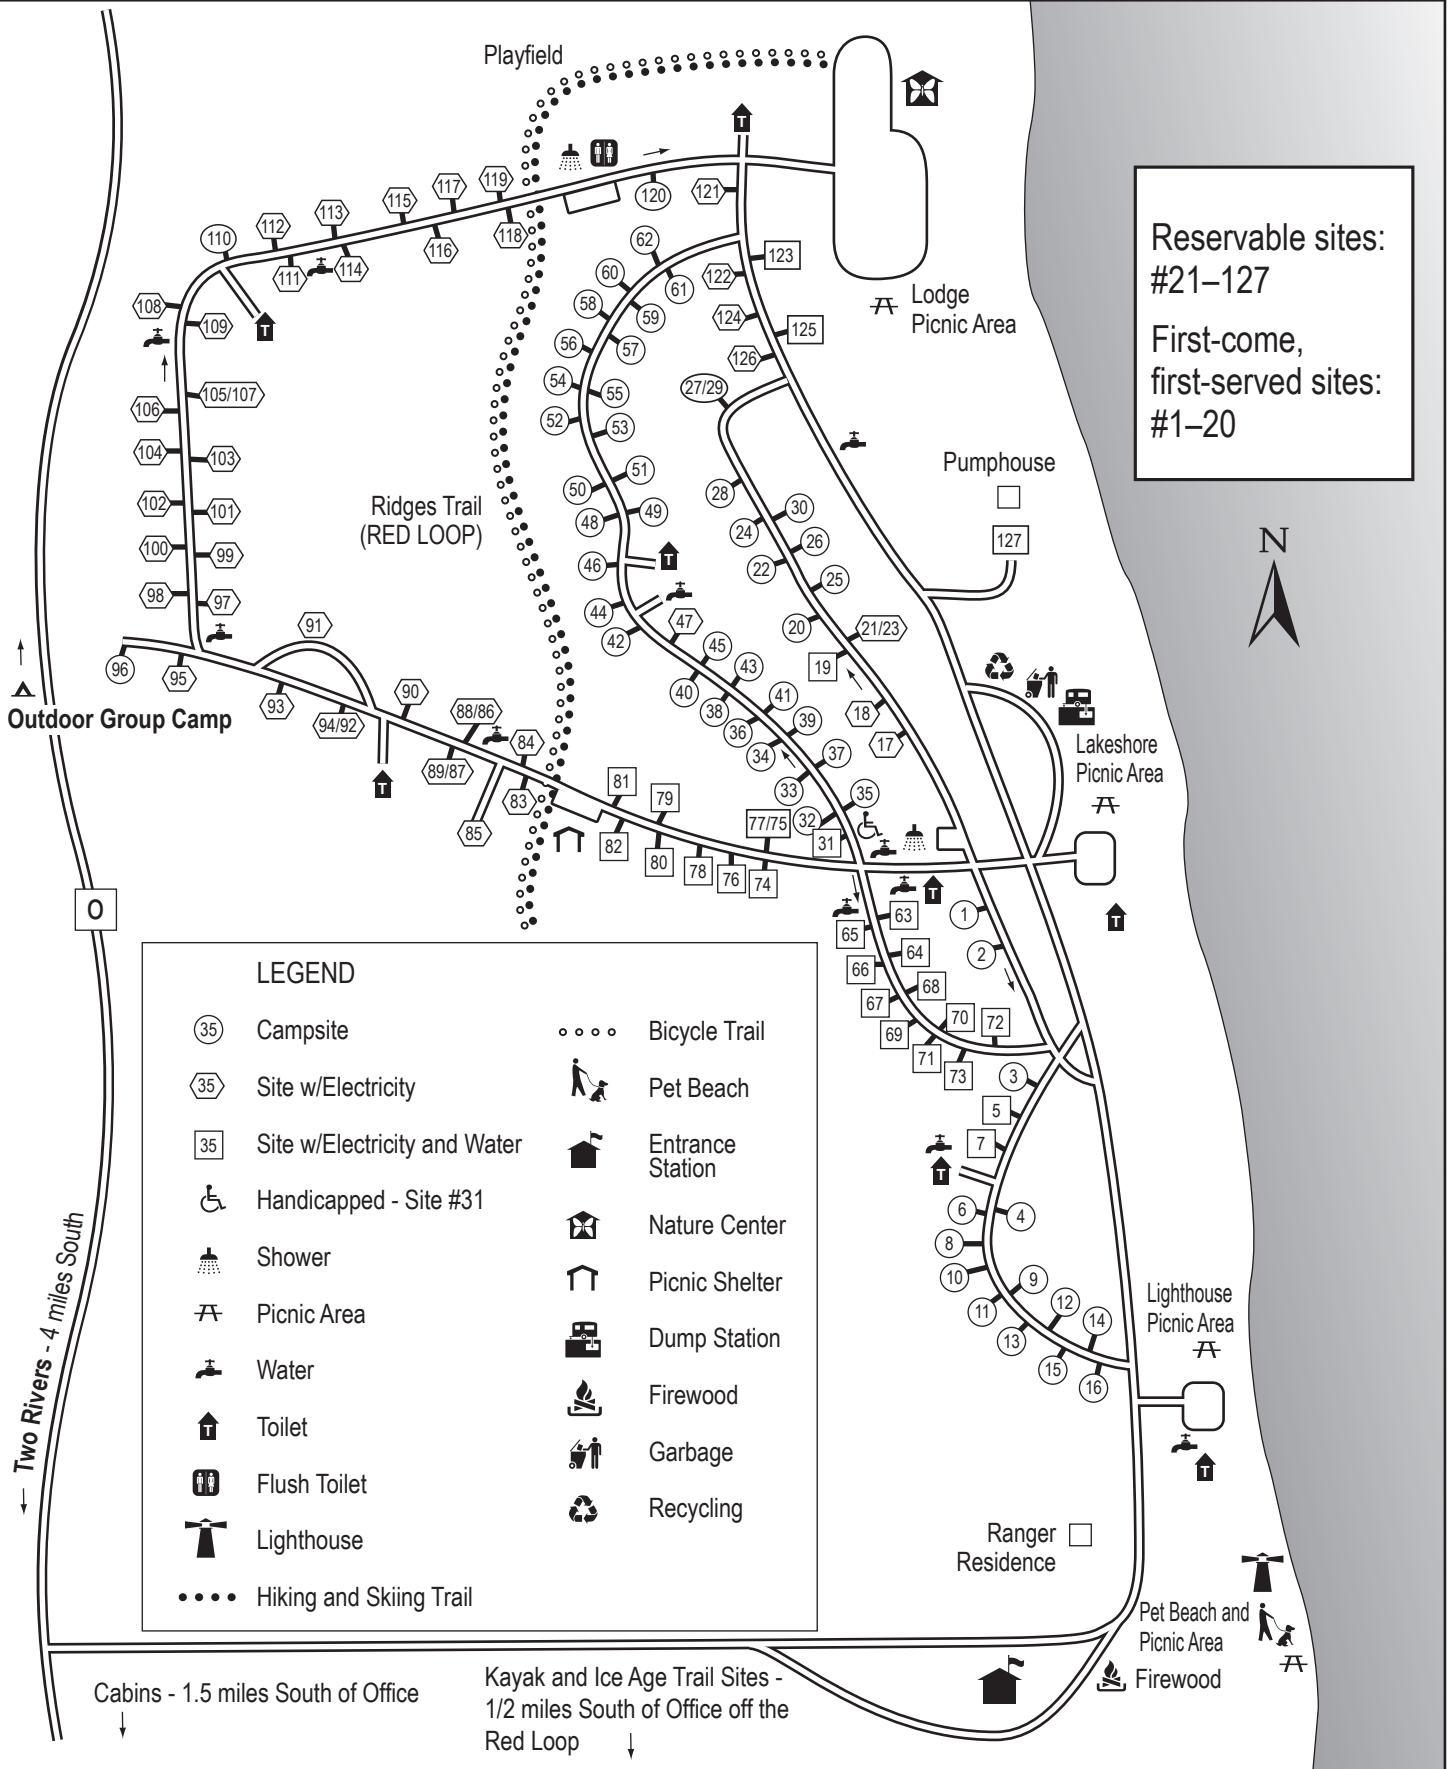 Playfield
T
119
117
115
113
112
110
120
121
118
116
114
111
62
123
122
61
60
108
109
58
59
124
125
Lodge
Picnic Area
56
57
126
54
55
27/29
105/107
106
52
53
Reservable sites:
#21–127
First-come,
first-served sites:
#1–20
104
103
51
50
28
30
Pumphouse
102
101
Ridges Trail
(RED LOOP)
48
49
24
26
127
N
100
99
46
T
22
25
98
97
44
47
20
21/23
91
42
45
19
96
95
43
40
41
18
Outdoor Group Camp
93
94/92
90
88/86
38
39
36
17
84
34
37
Lakeshore
Picnic Area
89/87
T
83
81
79
33
35
85
82
80
78
77/75
32
31
76
74
T
O
63
1
T
65
64
2
66
68
67
70
72
69
71
73
3
5
7
T
6
4
8
10
9
11
12
13
14
15
16
Lighthouse
Picnic Area
T
Two Rivers - 4 miles South
LEGEND
35
Campsite
35
Site w/Electricity
35
Site w/Electricity and Water
Handicapped - Site #31
Shower
Picnic Area
Water
T
Toilet
Flush Toilet
Lighthouse
Hiking and Skiing Trail
Bicycle Trail
Pet Beach
Entrance
Station
Nature Center
Picnic Shelter
Dump Station
Firewood
Garbage
Recycling
Ranger
Residence
Pet Beach and
Picnic Area
Firewood
Cabins - 1.5 miles South of Office
Kayak and Ice Age Trail Sites -
1/2 miles South of Office off the
Red Loop